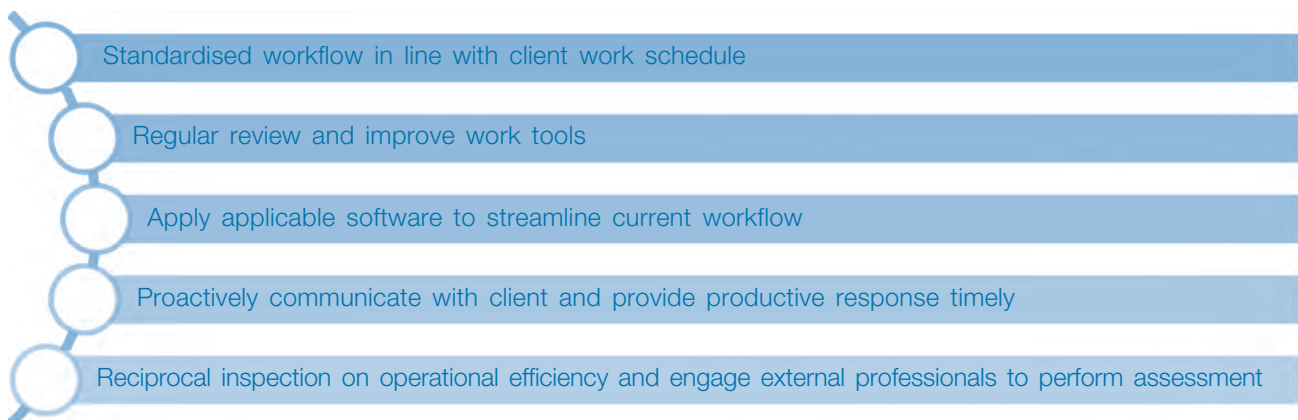 Standardised workflow in line with client work schedule
Regular review and improve work tools
Apply applicable software to streamline current workflow
Proactively communicate with client and provide productive response timely
Reciprocal inspection on operational efficiency and engage external professionals to perform assessment